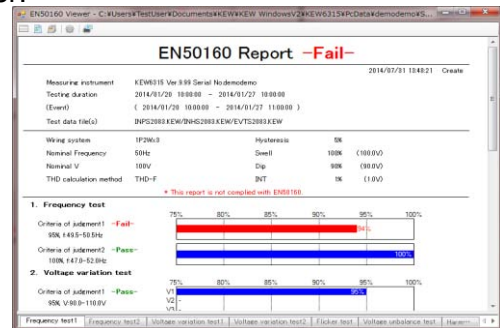 EN50160 Viewer - C:¥Users¥TestUser¥Documents¥KEW¥KEW WindowsV2¥KEW6315¥PcData¥demodemo¥S...
EN50160 Report -Fail-
2014/07/31 13:49:21 Create
Measuring instrument KEW6315 Ver.9.99 Serial No.demodemo
Testing duration 2014/01/20 10:00:00 - 2014/01/27 10:00:00
(Event) ( 2014/01/20 10:00:00 - 2014/01/27 11:00:00 )
Test data file(s) INPS2083.KEW/INHS2083.KEW/EVTS2083.KEW
Wiring system 1P2W×3 Hysteresis 5%
Nominal Frequency 50Hz Swell 100% (100.0V)
Nominal V 100V Dip 90% (90.0V)
THD calculation method THD-F INT 1% (1.0V)
* This report is not complied with EN50160.
1. Frequency test
75% 80% 85% 90% 95% 100%
Criteria of judgment1 -Fail-
95%, f:49.5-50.5Hz
94%
Criteria of judgment2 -Pass-
100%, f:47.0-52.0Hz
100%
2. Voltage variation test
75% 80% 85% 90% 95% 100%
Criteria of judgment1 -Pass- V1 95%
95%, V:90.0-110.0V V2 -
V3 -
Frequency test1 Frequency test2 Voltage variation test1 Voltage variation test2 Flicker test Voltage unbalance test